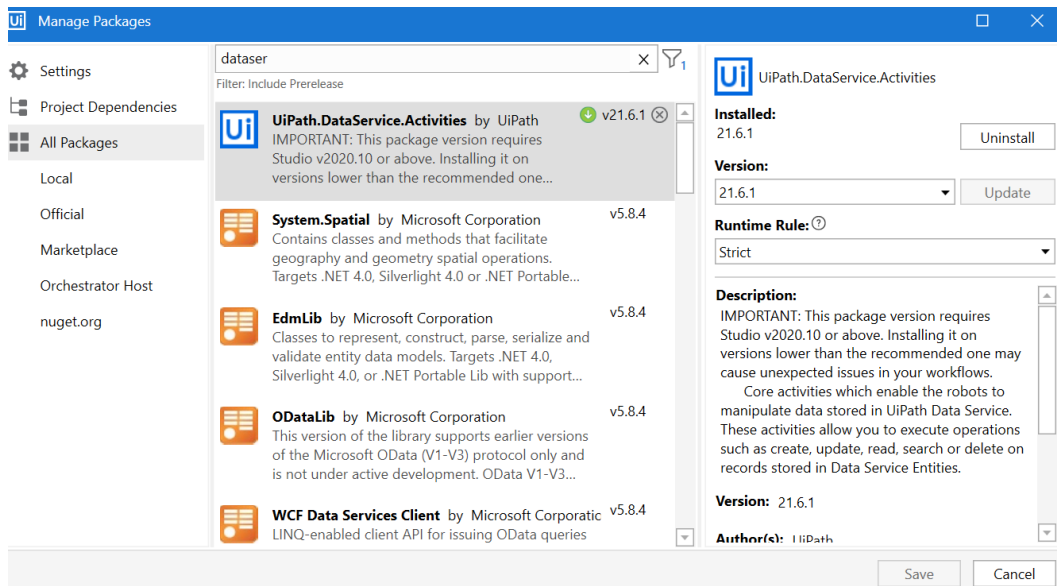 Ui Manage Packages
Settings
Project Dependencies
All Packages
Local
Official
Marketplace
Orchestrator Host
nuget.org
dataser
1
Filter: Include Prerelease
Ui
UiPath.DataService.Activities by UiPath v21.6.1
IMPORTANT: This package version requires
Studio v2020.10 or above. Installing it on
versions lower than the recommended one...
System.Spatial by Microsoft Corporation v5.8.4
Contains classes and methods that facilitate
geography and geometry spatial operations.
Targets .NET 4.0, Silverlight 4.0 or .NET Portable...
EdmLib by Microsoft Corporation v5.8.4
Classes to represent, construct, parse, serialize and
validate entity data models. Targets .NET 4.0,
Silverlight 4.0, or .NET Portable Lib with support...
ODataLib by Microsoft Corporation v5.8.4
This version of the library supports earlier versions
of the Microsoft OData (V1-V3) protocol only and
is not under active development. OData V1-V3...
WCF Data Services Client by Microsoft Corporatic v5.8.4
LINQ-enabled client API for issuing OData queries
Ui UiPath.DataService.Activities
Installed:
21.6.1
Uninstall
Version:
21.6.1
Update
Runtime Rule: ?
Strict
Description:
IMPORTANT: This package version requires
Studio v2020.10 or above. Installing it on
versions lower than the recommended one may
cause unexpected issues in your workflows.
Core activities which enable the robots to
manipulate data stored in UiPath Data Service.
These activities allow you to execute operations
such as create, update, read, search or delete on
records stored in Data Service Entities.
Version: 21.6.1
Author(s): UiPath
Save
Cancel